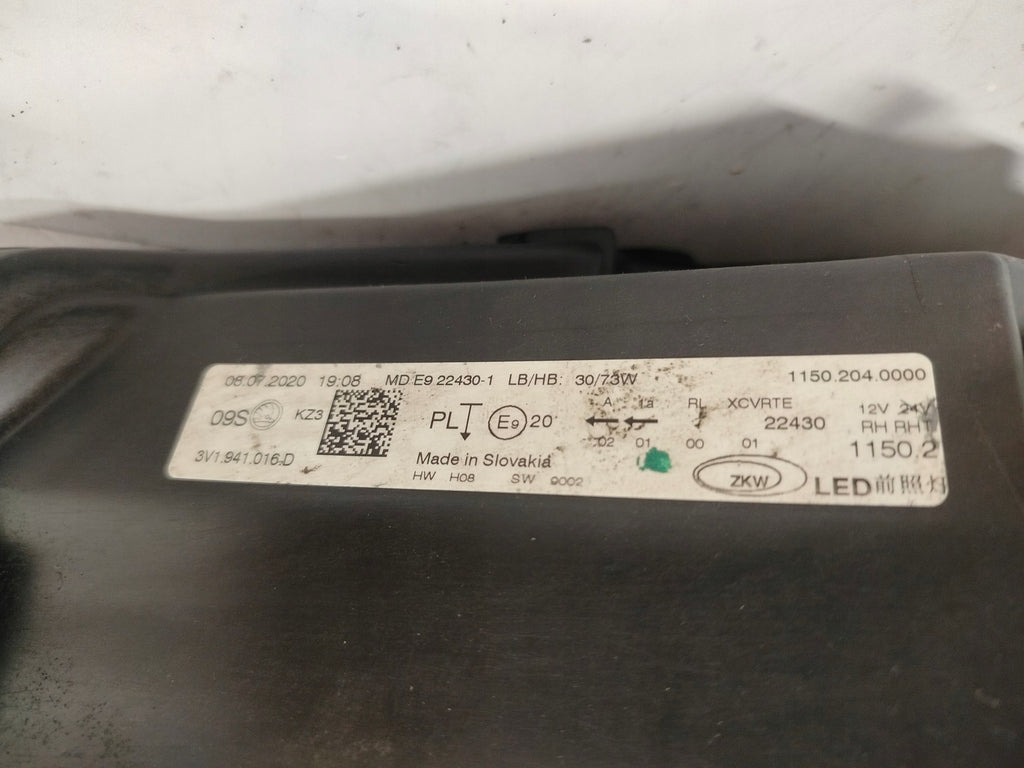 08.07.2020 19:08 MD E9 22430-1 LB/HB: 30/73W 1150.204.0000
09S KZ3 PL E9 20 A 1a RL XCVRTE 12V 24V
22430 RH RHT
02 01 00 01 1150.2
3V1.941.016.D Made in Slovakia ZKW LED前照灯
HW H08 SW 9002